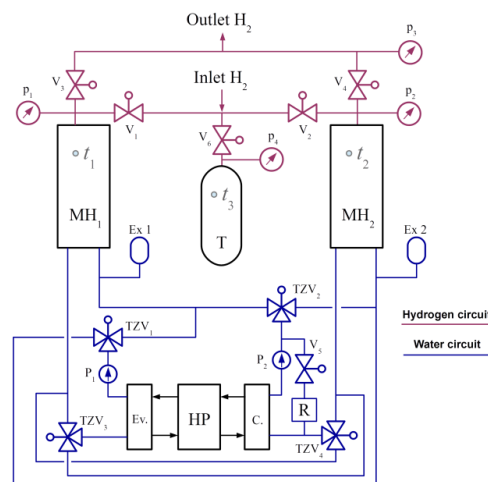 Outlet H₂
p₃
V₃
V₄
Inlet H₂
p₁
p₂
V₁
V₂
V₆
p₄
t₁
t₂
t₃
MH₁
T
MH₂
Ex 1
Ex 2
TZV₂
Hydrogen circuit
TZV₁
Water circuit
V₅
P₁
P₂
Ev.
HP
C.
R
TZV₃
TZV₄